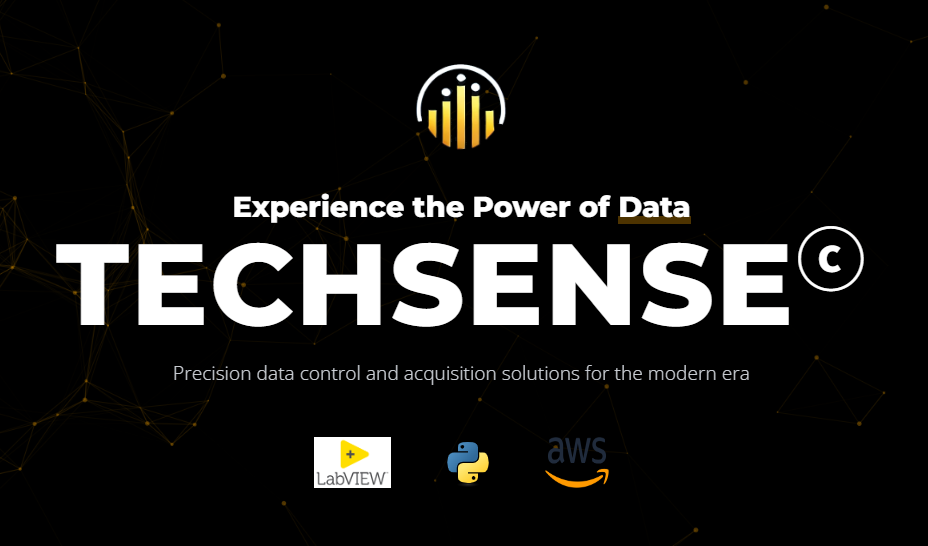 Experience the Power of Data
TECHSENSE©
Precision data control and acquisition solutions for the modern era
LabVIEW
aws